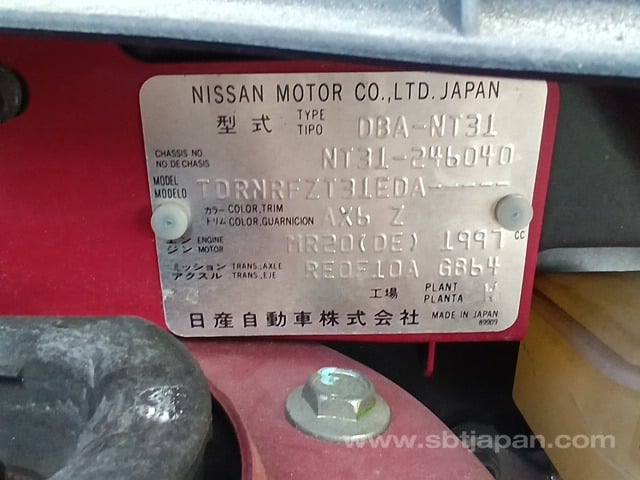 NISSAN MOTOR CO.,LTD. JAPAN
型式 TYPE TIPO DBA-NT31
CHASSIS NO. NO.DE CHASIS NT31-246040
MODEL MODELO TDRNRFZT31EDA-----
カラー COLOR,TRIM トリム COLOR,GUARNICION AX6 Z
エンジン ENGINE MOTOR MR20(DE) 1997 CC
ミッション TRANS.,AXLE アクスル TRANS.,EJE RE0F10A GB64
工場 PLANT PLANTA W
日産自動車株式会社 MADE IN JAPAN
89909
www.sbtjapan.com